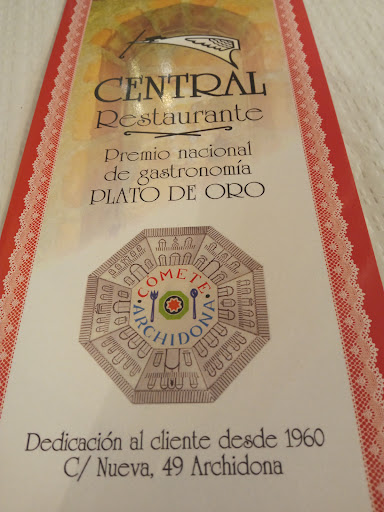 CENTRAL
Restaurante
Premio nacional
de gastronomía
PLATO DE ORO
COMETE
ARCHIDONA
Dedicación al cliente desde 1960
C/ Nueva, 49 Archidona